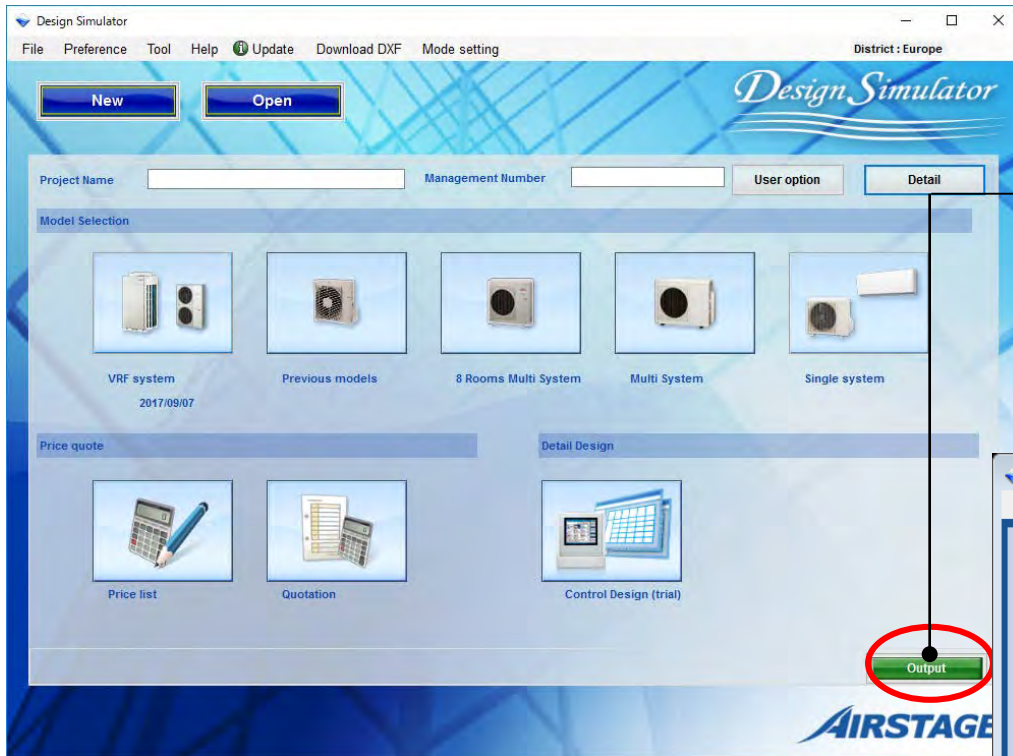 Design Simulator
File Preference Tool Help Update Download DXF Mode setting District : Europe
New Open Design Simulator
Project Name Management Number User option Detail
Model Selection
VRF system Previous models 8 Rooms Multi System Multi System Single system
2017/09/07
Price quote Detail Design
Price list Quotation Control Design (trial)
Output
AIRSTAGE